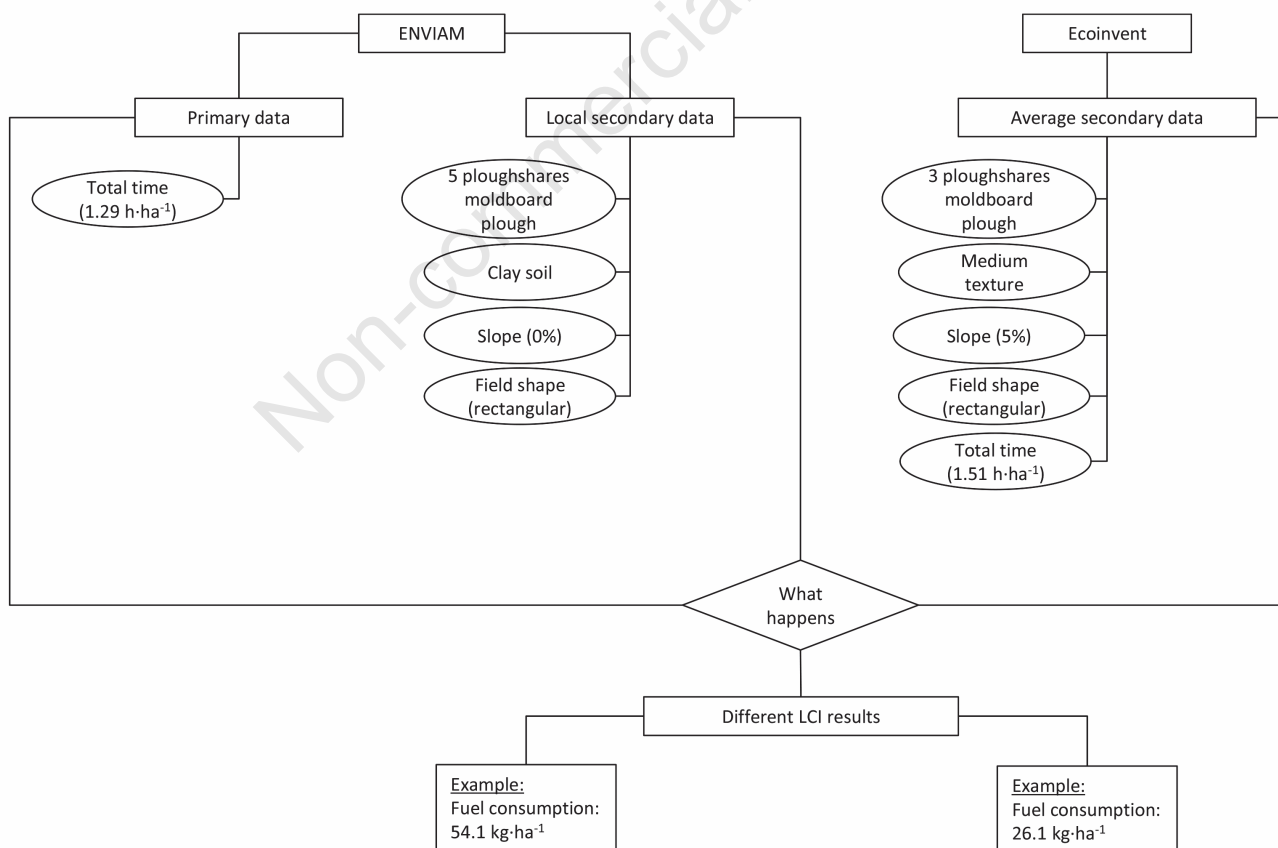 ENVIAM
Ecoinvent
Primary data
Local secondary data
Average secondary data
Total time
(1.29 h·ha⁻¹)
5 ploughshares
moldboard
plough
Clay soil
Slope (0%)
Field shape
(rectangular)
3 ploughshares
moldboard
plough
Medium
texture
Slope (5%)
Field shape
(rectangular)
Total time
(1.51 h·ha⁻¹)
What
happens
Different LCI results
Example:
Fuel consumption:
54.1 kg·ha⁻¹
Example:
Fuel consumption:
26.1 kg·ha⁻¹
Non-commercial